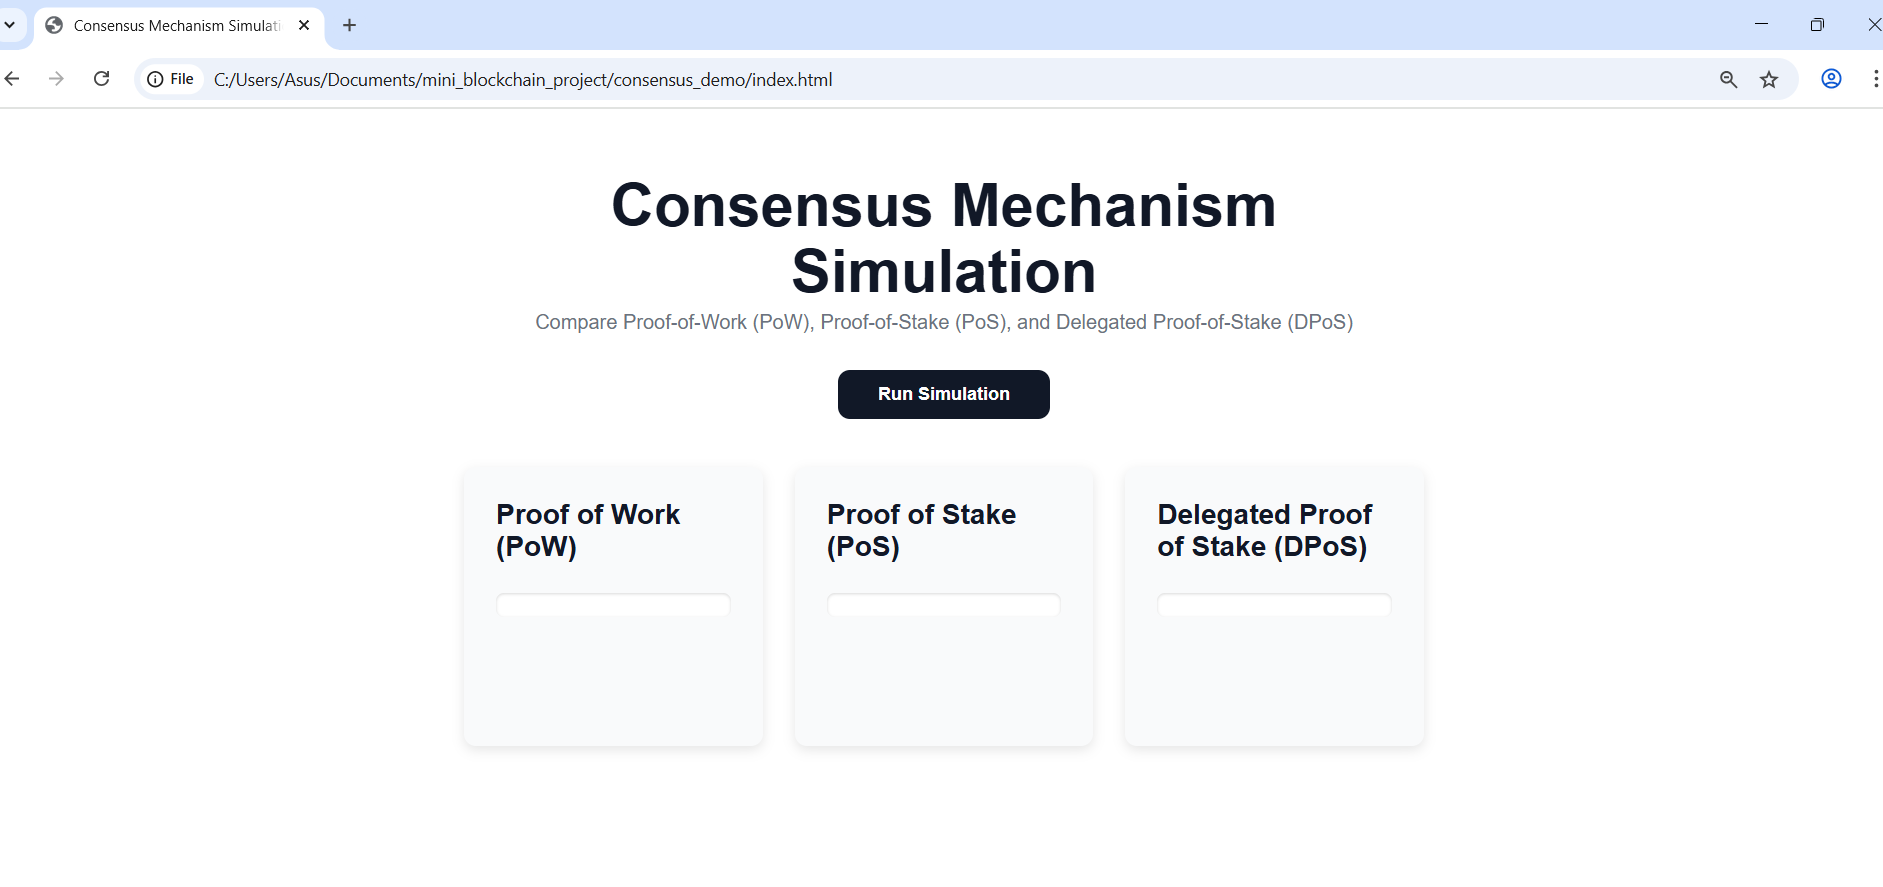 Consensus Mechanism Simulati
File
C:/Users/Asus/Documents/mini_blockchain_project/consensus_demo/index.html
Consensus Mechanism
Simulation
Compare Proof-of-Work (PoW), Proof-of-Stake (PoS), and Delegated Proof-of-Stake (DPoS)
Run Simulation
Proof of Work
(PoW)
Proof of Stake
(PoS)
Delegated Proof
of Stake (DPoS)